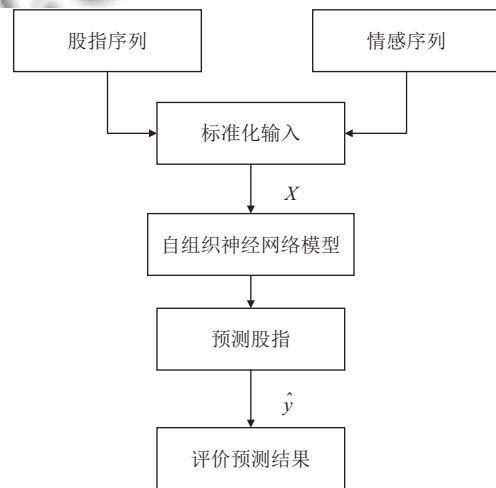 股指序列
情感序列
标准化输入
X
自组织神经网络模型
预测股指
ŷ
评价预测结果